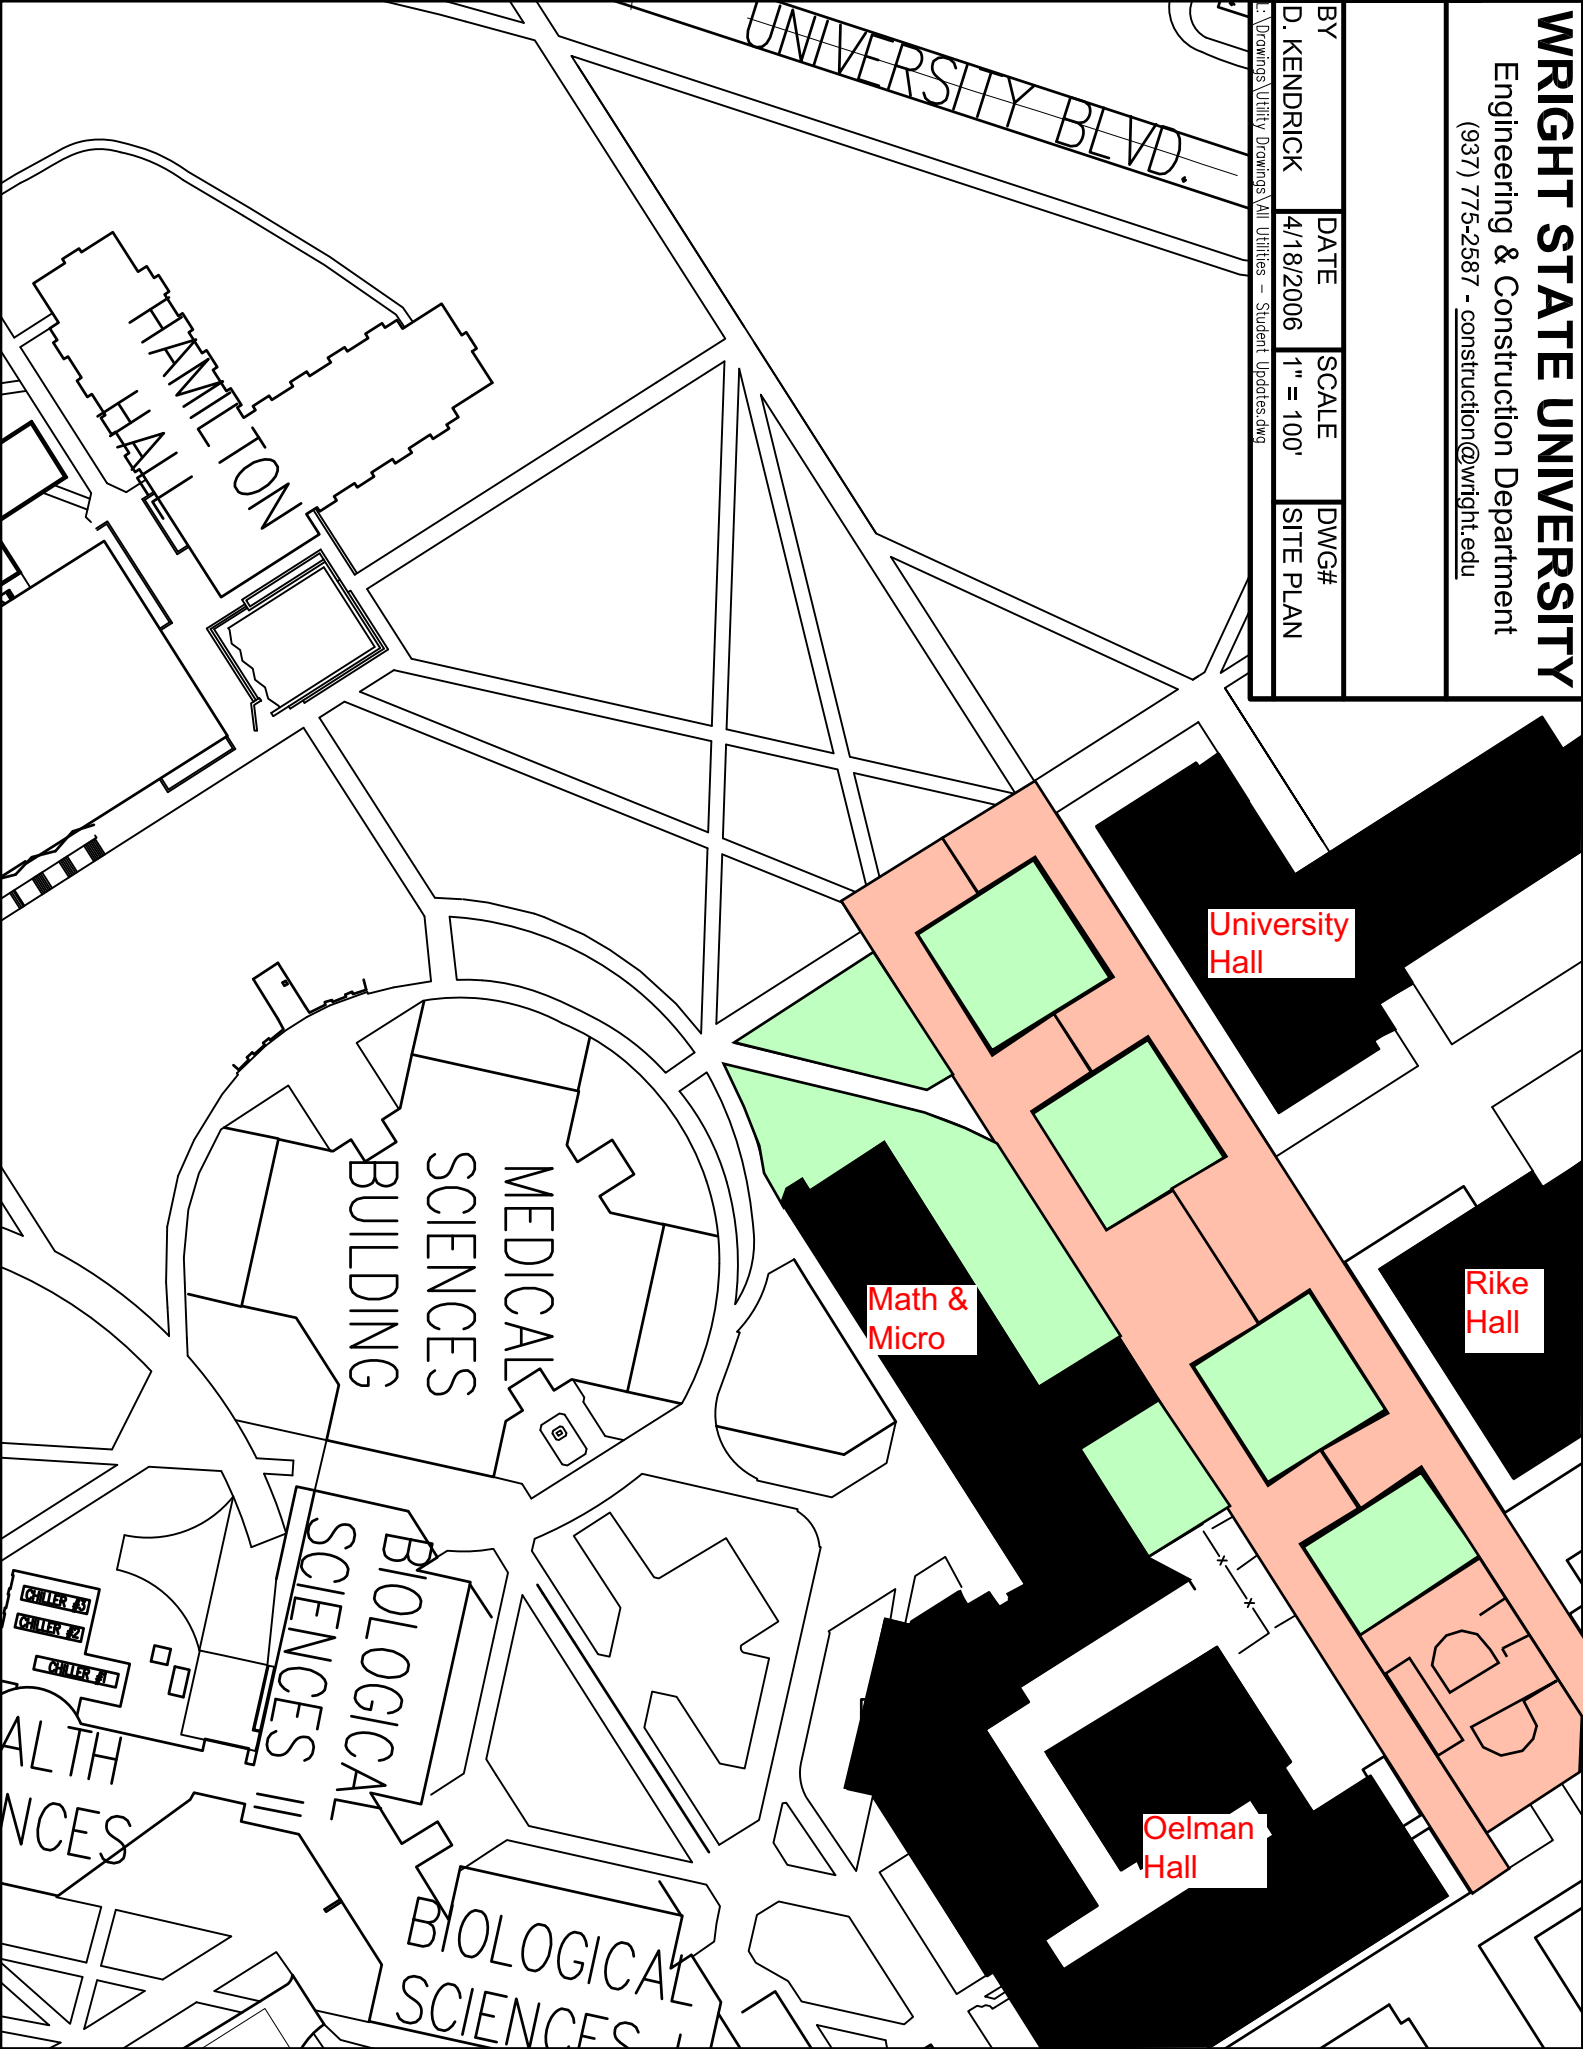 WRIGHT STATE UNIVERSITY
Engineering & Construction Department
(937) 775-2587 - construction@wright.edu
BY
D. KENDRICK
DATE
4/18/2006
SCALE
1" = 100'
DWG#
SITE PLAN
L:\Drawings\Utility Drawings\All Utilities - Student Updates.dwg
UNIVERSITY BLVD.
HAMILTON
HALL
University
Hall
Rike
Hall
Math &
Micro
Oelman
Hall
MEDICAL
SCIENCES
BUILDING
BIOLOGICAL
SCIENCES II
CHILLER #3
CHILLER #2
CHILLER #1
ALTH
NCES
BIOLOGICAL
SCIENCES I